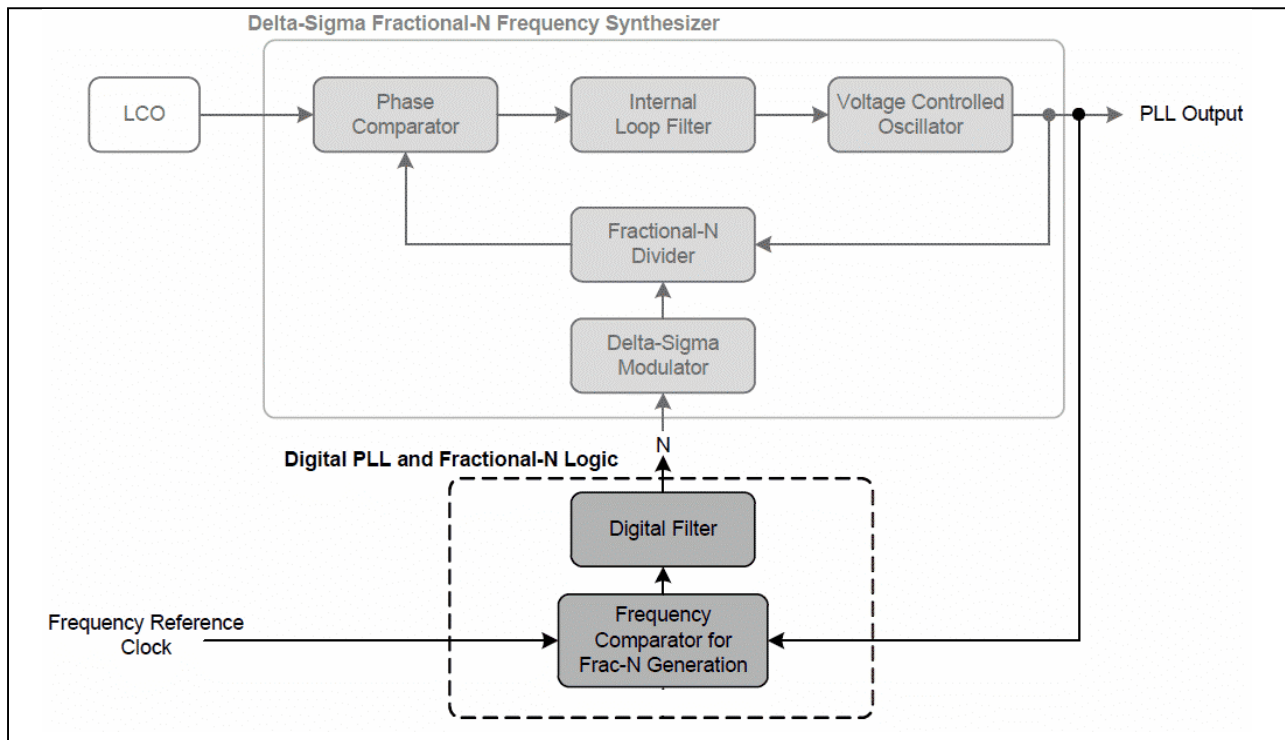 Delta-Sigma Fractional-N Frequency Synthesizer
LCO
Phase
Comparator
Internal
Loop Filter
Voltage Controlled
Oscillator
PLL Output
Fractional-N
Divider
Delta-Sigma
Modulator
N
Digital PLL and Fractional-N Logic
Digital Filter
Frequency Reference
Clock
Frequency
Comparator for
Frac-N Generation